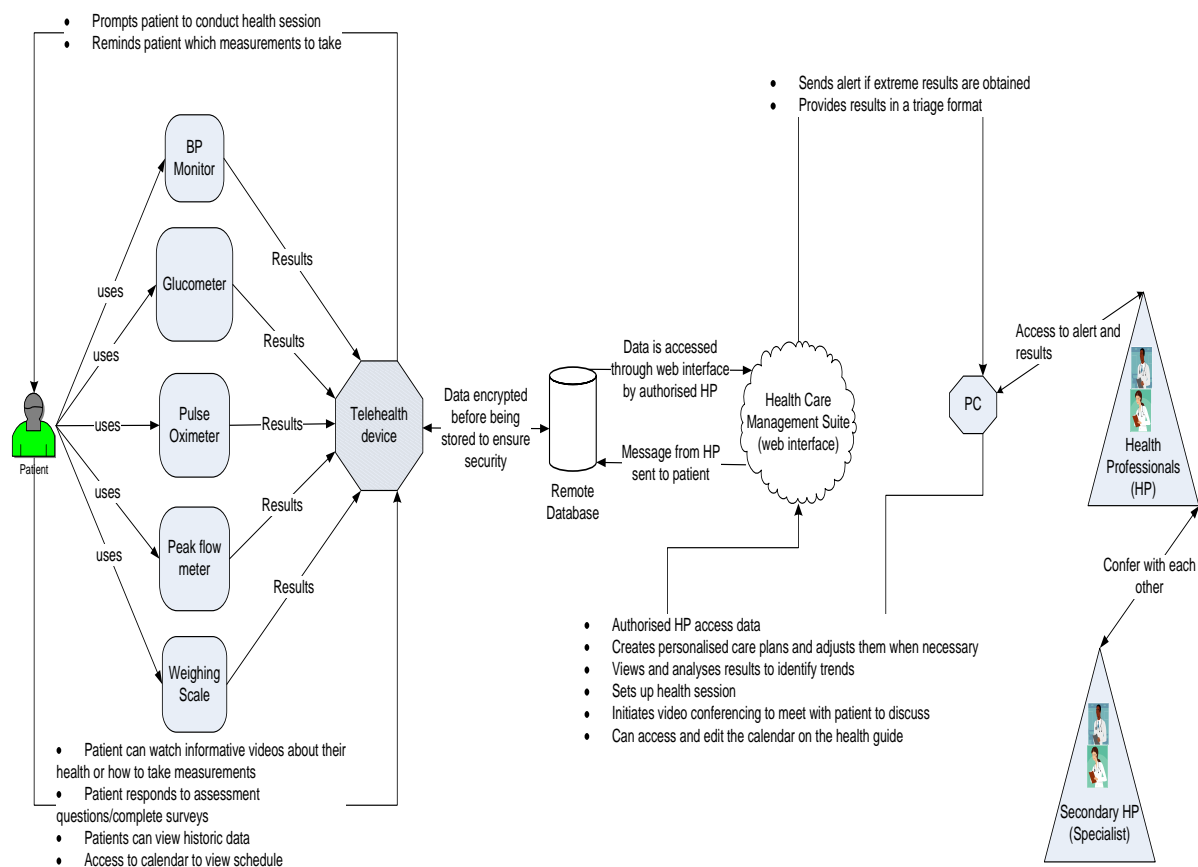 • Prompts patient to conduct health session
• Reminds patient which measurements to take
• Sends alert if extreme results are obtained
• Provides results in a triage format
BP
Monitor
Glucometer
Pulse
Oximeter
Peak flow
meter
Weighing
Scale
uses
uses
uses
uses
uses
Results
Results
Results
Results
Results
Patient
Telehealth
device
Data encrypted
before being
stored to ensure
security
Remote
Database
Data is accessed
through web interface
by authorised HP
Message from HP
sent to patient
Health Care
Management Suite
(web interface)
PC
Access to alert and
results
Health
Professionals
(HP)
Confer with each
other
Secondary HP
(Specialist)
• Authorised HP access data
• Creates personalised care plans and adjusts them when necessary
• Views and analyses results to identify trends
• Sets up health session
• Initiates video conferencing to meet with patient to discuss
• Can access and edit the calendar on the health guide
• Patient can watch informative videos about their
health or how to take measurements
• Patient responds to assessment
questions/complete surveys
• Patients can view historic data
• Access to calendar to view schedule